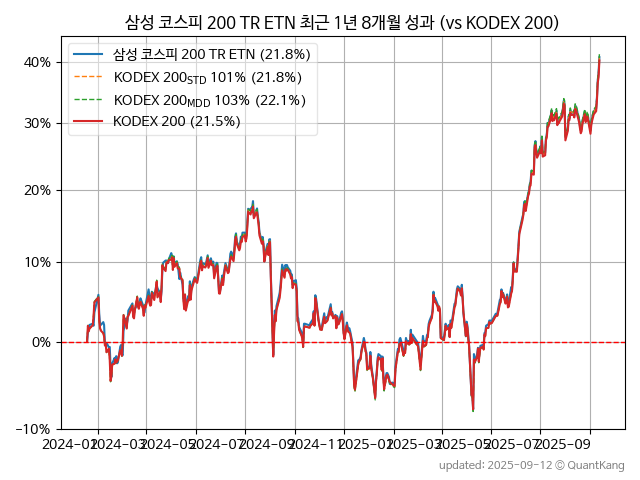 삼성 코스피 200 TR ETN 최근 1년 8개월 성과 (vs KODEX 200)
삼성 코스피 200 TR ETN (21.8%)
KODEX 200STD 101% (21.8%)
KODEX 200MDD 103% (22.1%)
KODEX 200 (21.5%)
40%
30%
20%
10%
0%
−10%
2024-01 2024-03 2024-05 2024-07 2024-09 2024-11 2025-01 2025-03 2025-05 2025-07 2025-09
updated: 2025-09-12 © QuantKang